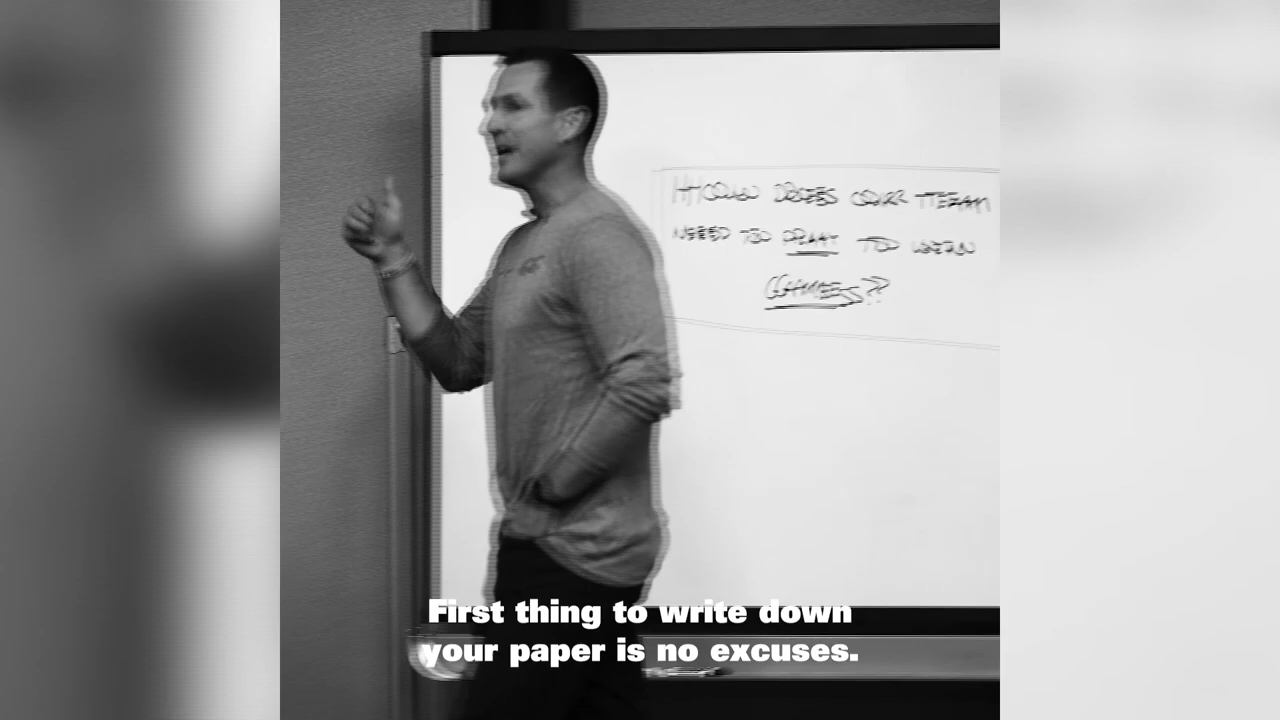 HOW DOES OUR TEAM
NEED TO PLAY TO WIN
GAMES??
First thing to write down
your paper is no excuses.